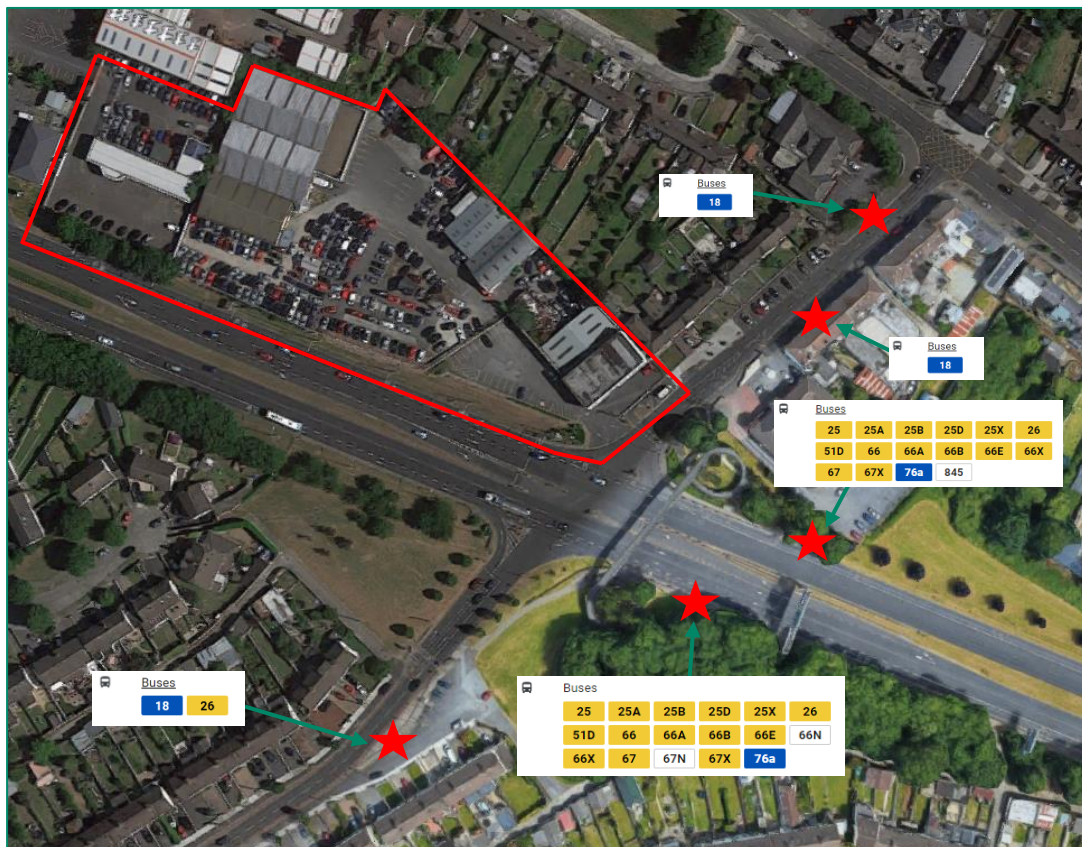 Buses
18
Buses
18
Buses
25 25A 25B 25D 25X 26
51D 66 66A 66B 66E 66X
67 67X 76a 845
Buses
18 26
Buses
25 25A 25B 25D 25X 26
51D 66 66A 66B 66E 66N
66X 67 67N 67X 76a